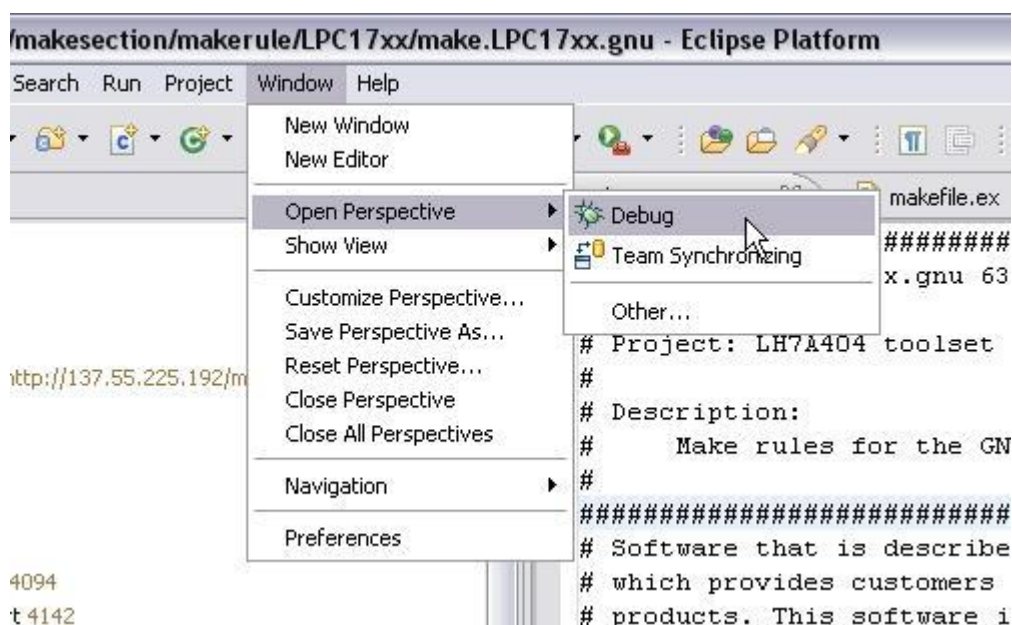 /makesection/makerule/LPC17xx/make.LPC17xx.gnu - Eclipse Platform
Search Run Project Window Help
New Window
New Editor
Open Perspective
Show View
Customize Perspective...
Save Perspective As...
Reset Perspective...
Close Perspective
Close All Perspectives
Navigation
Preferences
Debug
Team Synchronizing
Other...
makefile.ex
########
x.gnu 63
# Project: LH7A404 toolset
#
# Description:
# Make rules for the GN
#
###########################
# Software that is describe
# which provides customers
# products. This software i
http://137.55.225.192/m
4094
rt 4142